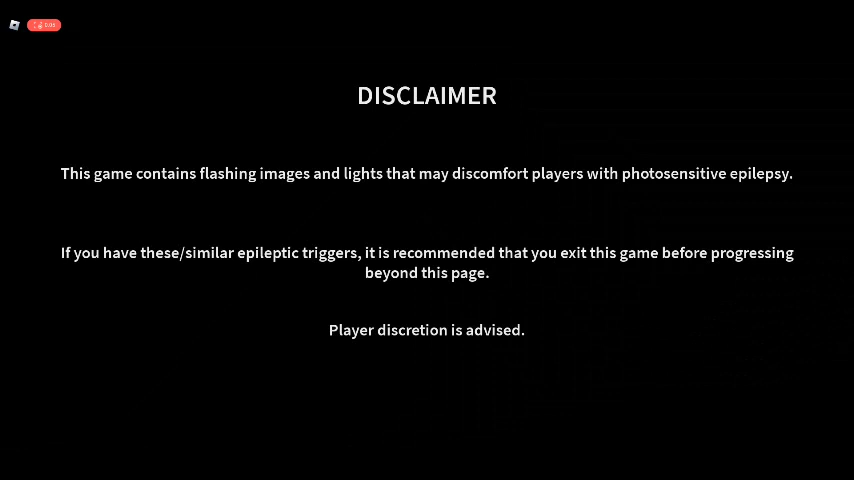 0:05
DISCLAIMER
This game contains flashing images and lights that may discomfort players with photosensitive epilepsy.
If you have these/similar epileptic triggers, it is recommended that you exit this game before progressing
beyond this page.
Player discretion is advised.